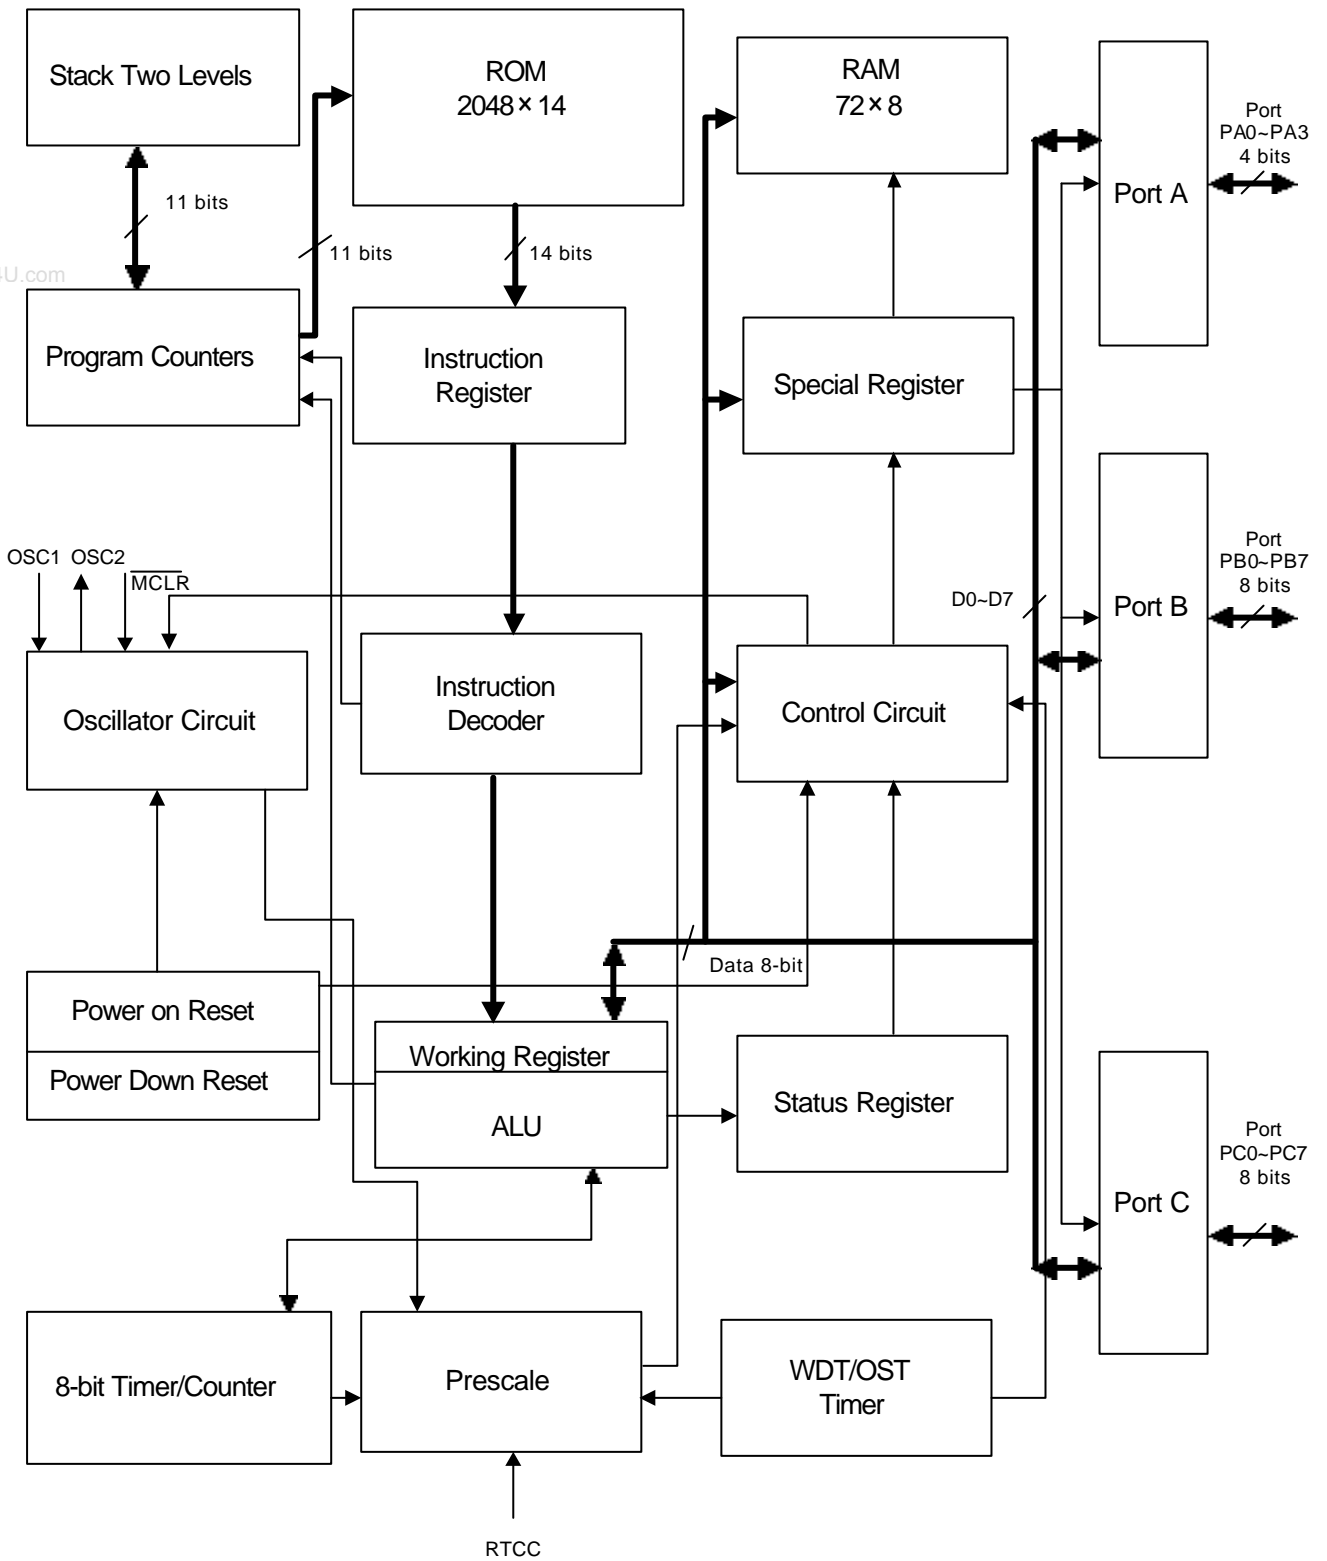 Stack Two Levels
ROM
2048×14
RAM
72×8
Port
PA0~PA3
4 bits
Port A
11 bits
11 bits
14 bits
4U.com
Program Counters
Instruction
Register
Special Register
OSC1 OSC2
MCLR
D0~D7
Port B
Port
PB0~PB7
8 bits
Oscillator Circuit
Instruction
Decoder
Control Circuit
Data 8-bit
Power on Reset
Power Down Reset
Working Register
ALU
Status Register
Port C
Port
PC0~PC7
8 bits
8-bit Timer/Counter
Prescale
WDT/OST
Timer
RTCC